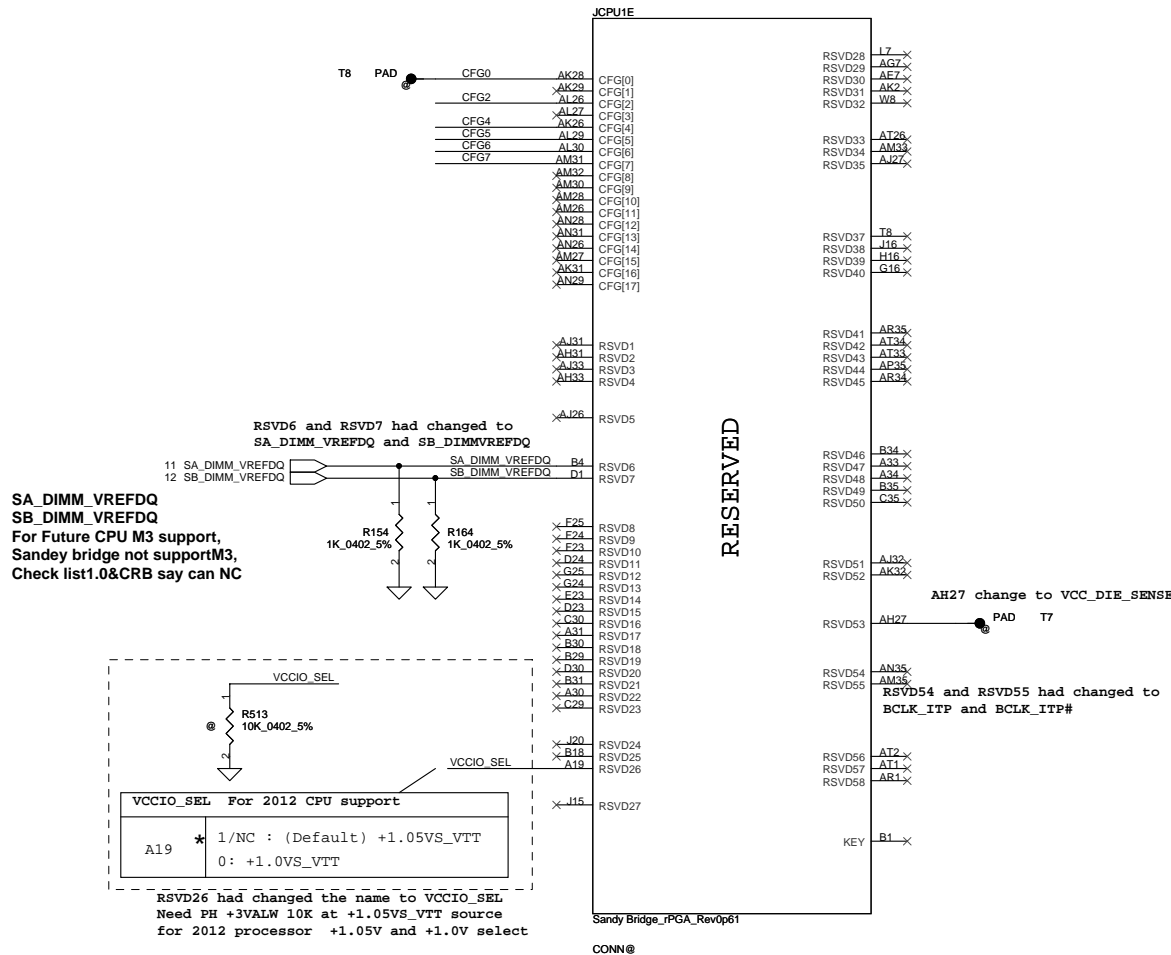 JCPU1E
T8 PAD
@
CFG0 AK28 CFG[0]
AK29 CFG[1]
CFG2 AL26 CFG[2]
AL27 CFG[3]
CFG4 AK26 CFG[4]
CFG5 AL29 CFG[5]
CFG6 AL30 CFG[6]
CFG7 AM31 CFG[7]
AM32 CFG[8]
AM30 CFG[9]
AM28 CFG[10]
AM26 CFG[11]
AN28 CFG[12]
AN31 CFG[13]
AN26 CFG[14]
AM27 CFG[15]
AK31 CFG[16]
AN29 CFG[17]
AJ31 RSVD1
AH31 RSVD2
AJ33 RSVD3
AH33 RSVD4
AJ26 RSVD5
RSVD6 and RSVD7 had changed to
SA_DIMM_VREFDQ and SB_DIMMVREFDQ
11 SA_DIMM_VREFDQ SA_DIMM_VREFDQ B4 RSVD6
12 SB_DIMM_VREFDQ SB_DIMM_VREFDQ D1 RSVD7
SA_DIMM_VREFDQ
SB_DIMM_VREFDQ
For Future CPU M3 support,
Sandey bridge not supportM3,
Check list1.0&CRB say can NC
1 R154 2
1K_0402_5%
1 R164 2
1K_0402_5%
F25 RSVD8
F24 RSVD9
F23 RSVD10
D24 RSVD11
G25 RSVD12
G24 RSVD13
E23 RSVD14
D23 RSVD15
C30 RSVD16
A31 RSVD17
B30 RSVD18
B29 RSVD19
D30 RSVD20
B31 RSVD21
A30 RSVD22
C29 RSVD23
J20 RSVD24
B18 RSVD25
VCCIO_SEL A19 RSVD26
J15 RSVD27
VCCIO_SEL
1 R513 2
@ 10K_0402_5%
VCCIO_SEL For 2012 CPU support
A19 * 1/NC : (Default) +1.05VS_VTT
0: +1.0VS_VTT
RSVD26 had changed the name to VCCIO_SEL
Need PH +3VALW 10K at +1.05VS_VTT source
for 2012 processor +1.05V and +1.0V select
RESERVED
RSVD28 L7
RSVD29 AG7
RSVD30 AE7
RSVD31 AK2
RSVD32 W8
RSVD33 AT26
RSVD34 AM33
RSVD35 AJ27
RSVD37 T8
RSVD38 J16
RSVD39 H16
RSVD40 G16
RSVD41 AR35
RSVD42 AT34
RSVD43 AT33
RSVD44 AP35
RSVD45 AR34
RSVD46 B34
RSVD47 A33
RSVD48 A34
RSVD49 B35
RSVD50 C35
RSVD51 AJ32
RSVD52 AK32
AH27 change to VCC_DIE_SENSE
RSVD53 AH27 PAD T7
@
RSVD54 AN35
RSVD55 AM35
RSVD54 and RSVD55 had changed to
BCLK_ITP and BCLK_ITP#
RSVD56 AT2
RSVD57 AT1
RSVD58 AR1
KEY B1
Sandy Bridge_rPGA_Rev0p61
CONN@